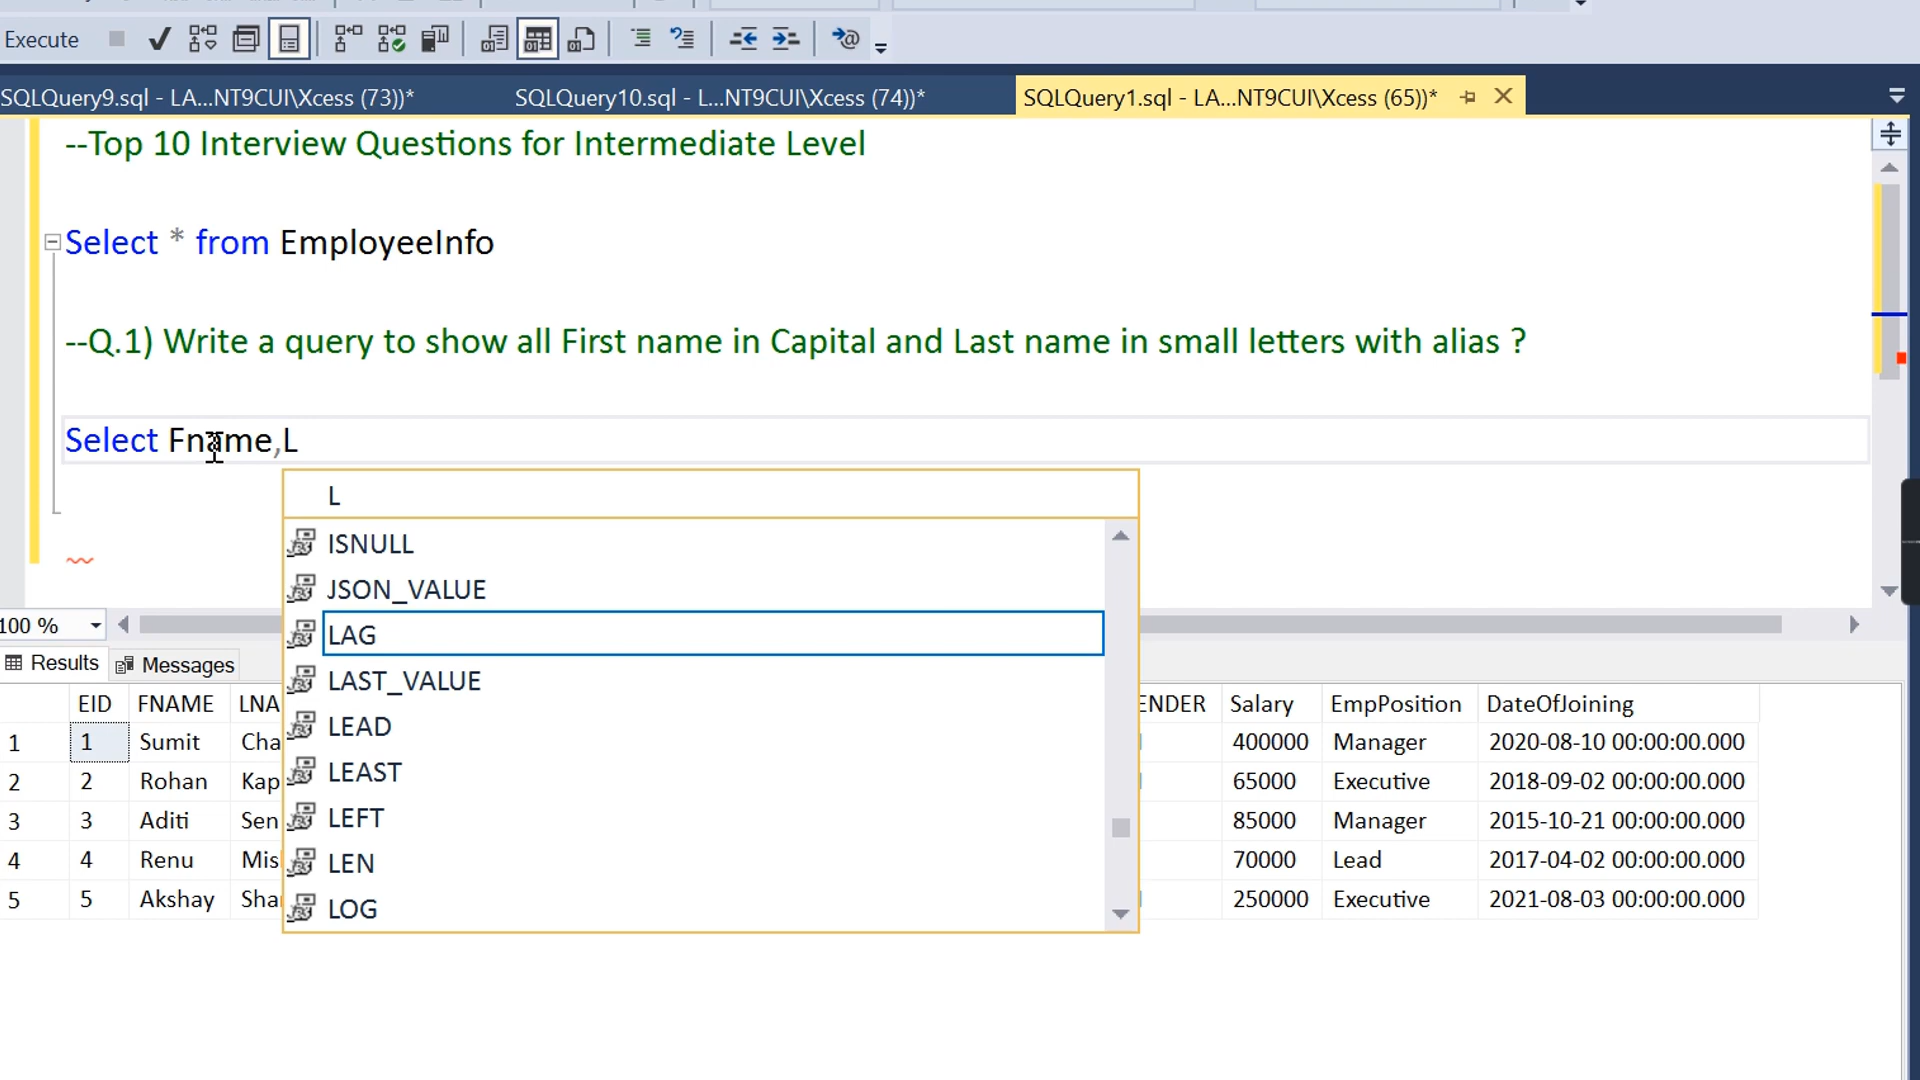 Execute
SQLQuery9.sql - LA...NT9CUI\Xcess (73))*
SQLQuery10.sql - L...NT9CUI\Xcess (74))*
SQLQuery1.sql - LA...NT9CUI\Xcess (65))*
--Top 10 Interview Questions for Intermediate Level
Select * from EmployeeInfo
--Q.1) Write a query to show all First name in Capital and Last name in small letters with alias ?
Select Fname,L
L
ISNULL
JSON_VALUE
LAG
LAST_VALUE
LEAD
LEAST
LEFT
LEN
LOG
100 %
Results Messages
EID FNAME LNA ENDER Salary EmpPosition DateOfJoining
1 1 Sumit Cha 400000 Manager 2020-08-10 00:00:00.000
2 2 Rohan Kap 65000 Executive 2018-09-02 00:00:00.000
3 3 Aditi Sen 85000 Manager 2015-10-21 00:00:00.000
4 4 Renu Mis 70000 Lead 2017-04-02 00:00:00.000
5 5 Akshay Sha 250000 Executive 2021-08-03 00:00:00.000